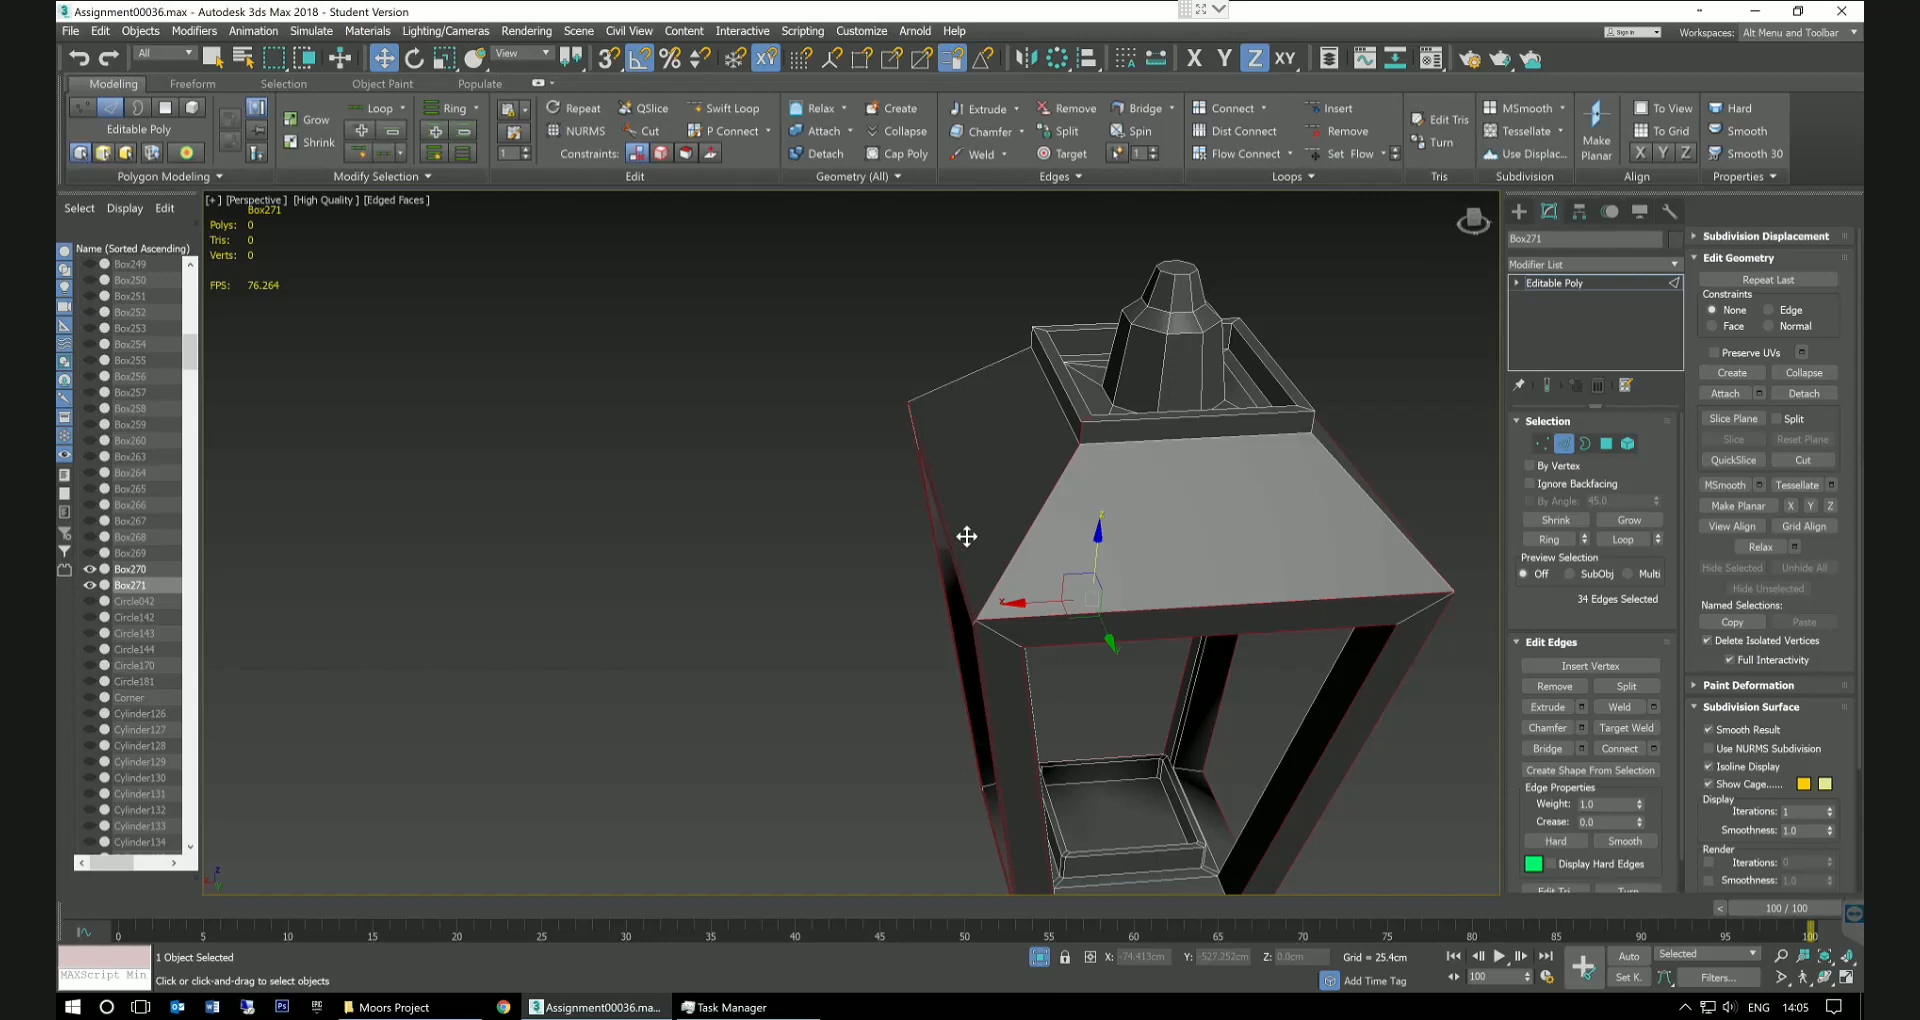 Assignment00036.max - Autodesk 3ds Max 2018 - Student Version
File Edit Objects Modifiers Animation Simulate Materials Lighting/Cameras Rendering Scene Civil View Content Interactive Scripting Customize Arnold Help Sign In Workspaces: Alt Menu and Toolbar
All View X Y Z XY
Modeling Freeform Selection Object Paint Populate
Loop Ring Repeat QSlice Swift Loop Relax Create Extrude Remove Bridge Connect Insert MSmooth To View Hard
Editable Poly Grow NURMS Cut P Connect Attach Collapse Chamfer Split Spin Dist Connect Remove Edit Tris Tessellate Make Planar To Grid Smooth
Shrink 1 Constraints: Detach Cap Poly Weld Target 1 Flow Connect Set Flow Turn Use Displac... X Y Z Smooth 30
Polygon Modeling Modify Selection Edit Geometry (All) Edges Loops Tris Subdivision Align Properties
Select Display Edit
Name (Sorted Ascending)
Box249
Box250
Box251
Box252
Box253
Box254
Box255
Box256
Box257
Box258
Box259
Box260
Box263
Box264
Box265
Box266
Box267
Box268
Box269
Box270
Box271
Circle042
Circle142
Circle143
Circle144
Circle170
Circle181
Corner
Cylinder126
Cylinder127
Cylinder128
Cylinder129
Cylinder130
Cylinder131
Cylinder132
Cylinder133
Cylinder134
[+] [Perspective] [High Quality] [Edged Faces]
Box271
Polys: 0
Tris: 0
Verts: 0
FPS: 76.264
z
x
Box271
Modifier List
Editable Poly
Selection
By Vertex
Ignore Backfacing
By Angle: 45.0
Shrink Grow
Ring Loop
Preview Selection
Off SubObj Multi
34 Edges Selected
Edit Edges
Insert Vertex
Remove Split
Extrude Weld
Chamfer Target Weld
Bridge Connect
Create Shape From Selection
Edge Properties
Weight: 1.0
Crease: 0.0
Hard Smooth
Display Hard Edges
Edit Tri. Turn
Subdivision Displacement
Edit Geometry
Repeat Last
Constraints
None Edge
Face Normal
Preserve UVs
Create Collapse
Attach Detach
Slice Plane Split
Slice Reset Plane
QuickSlice Cut
MSmooth Tessellate
Make Planar X Y Z
View Align Grid Align
Relax
Hide Selected Unhide All
Hide Unselected
Named Selections:
Copy Paste
Delete Isolated Vertices
Full Interactivity
Paint Deformation
Subdivision Surface
Smooth Result
Use NURMS Subdivision
Isoline Display
Show Cage......
Display
Iterations: 1
Smoothness: 1.0
Render
Iterations: 0
Smoothness: 1.0
100 / 100
0 5 10 15 20 25 30 35 40 45 50 55 60 65 70 75 80 85 90 95 100
MAXScript Min
1 Object Selected
Click or click-and-drag to select objects
X: -74.413cm Y: -527.252cm Z: 0.0cm Grid = 25.4cm
Add Time Tag
100
Auto Selected
Set K. Filters...
Moors Project Assignment00036.ma... Task Manager ENG 14:05